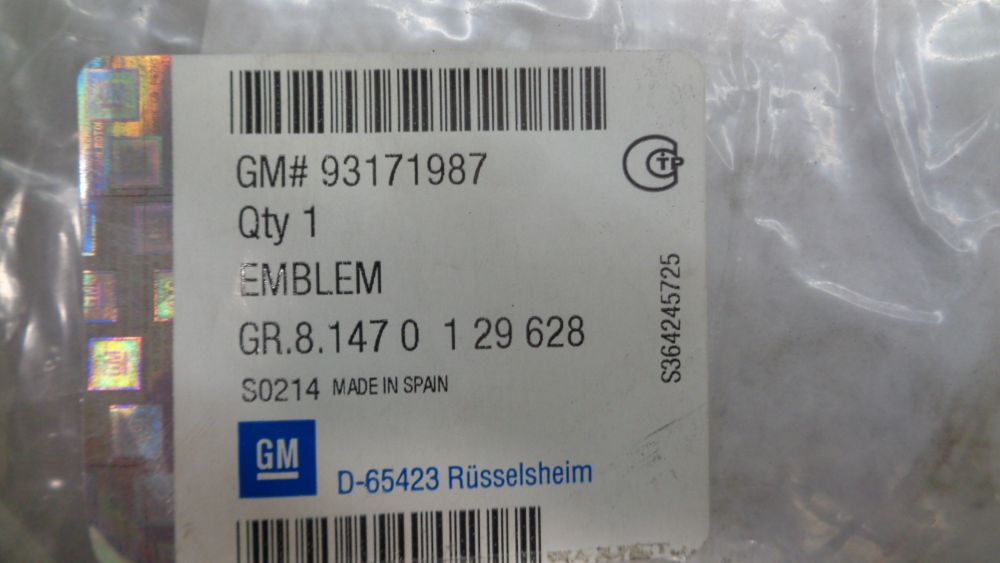 GM# 93171987
Qty 1
EMBLEM
GR.8.147 0 1 29 628
S0214 MADE IN SPAIN
GM
D-65423 Rüsselsheim
S364245725
GM